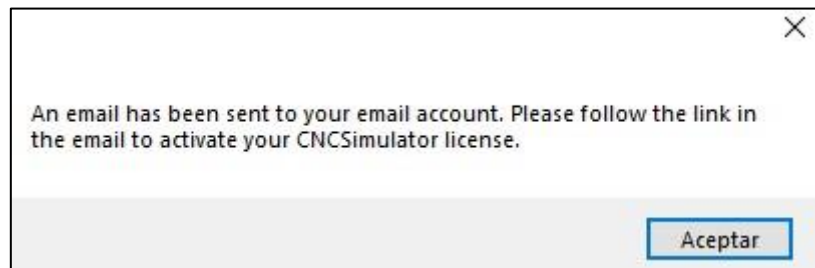 An email has been sent to your email account. Please follow the link in
the email to activate your CNCSimulator license.
Aceptar